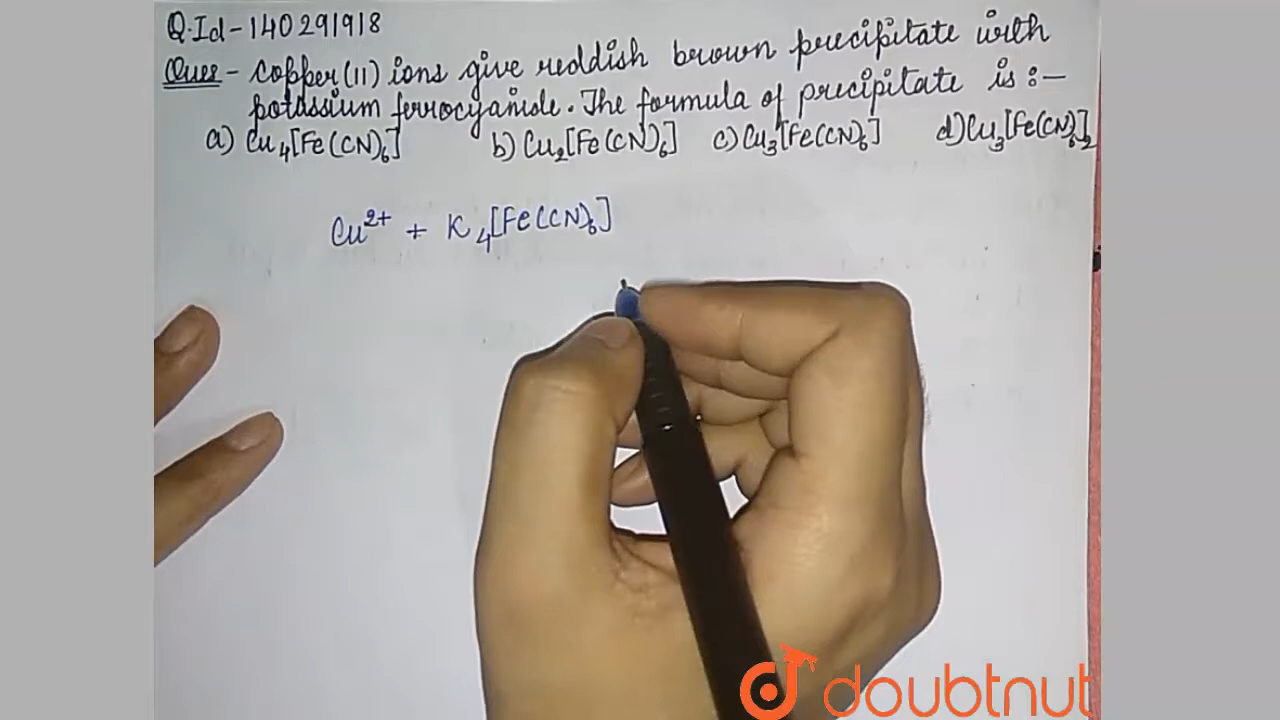 Q.Id-140291918
Ques - Copper(II) ions give reddish brown precipitate with
potassium ferrocyanide. The formula of precipitate is:-
a) Cu₄[Fe(CN)₆] b) Cu₂[Fe(CN)₆] c) Cu₃[Fe(CN)₆] d) Cu₃[Fe(CN)₆]₂
Cu²⁺ + K₄[Fe(CN)₆]
doubtnut